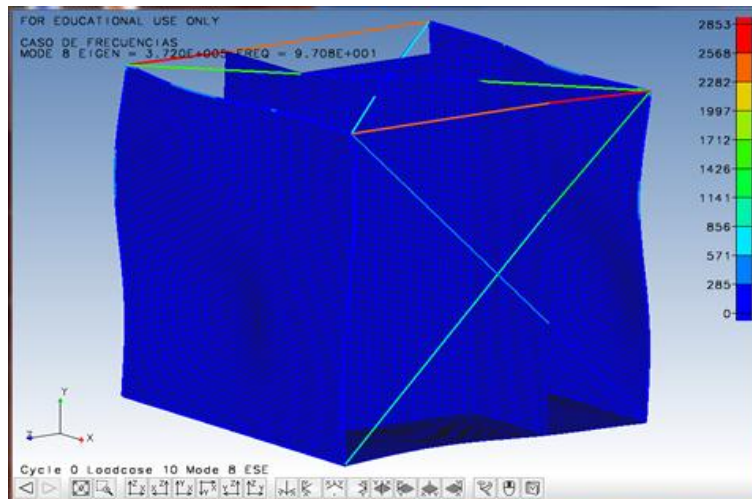 FOR EDUCATIONAL USE ONLY
CASO DE FRECUENCIAS
MODE 8 EIGEN = 3.720E+005 FREQ = 9.708E+001
2853
2568
2282
1997
1712
1426
1141
856
571
285
0
Y
Z
X
Cycle 0 Loadcase 10 Mode 8 ESE